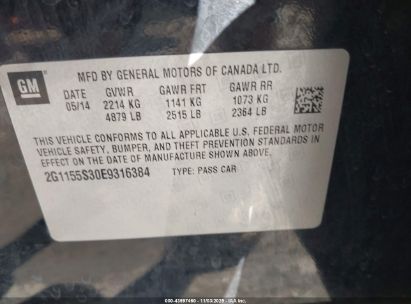 GM
MFD BY GENERAL MOTORS OF CANADA LTD.
DATE GVWR GAWR FRT GAWR RR
05/14 2214 KG 1141 KG 1073 KG
4879 LB 2515 LB 2364 LB
THIS VEHICLE CONFORMS TO ALL APPLICABLE U.S. FEDERAL MOTOR
VEHICLE SAFETY, BUMPER, AND THEFT PREVENTION STANDARDS IN
EFFECT ON THE DATE OF MANUFACTURE SHOWN ABOVE.
2G1155S30E9316384 TYPE: PASS CAR